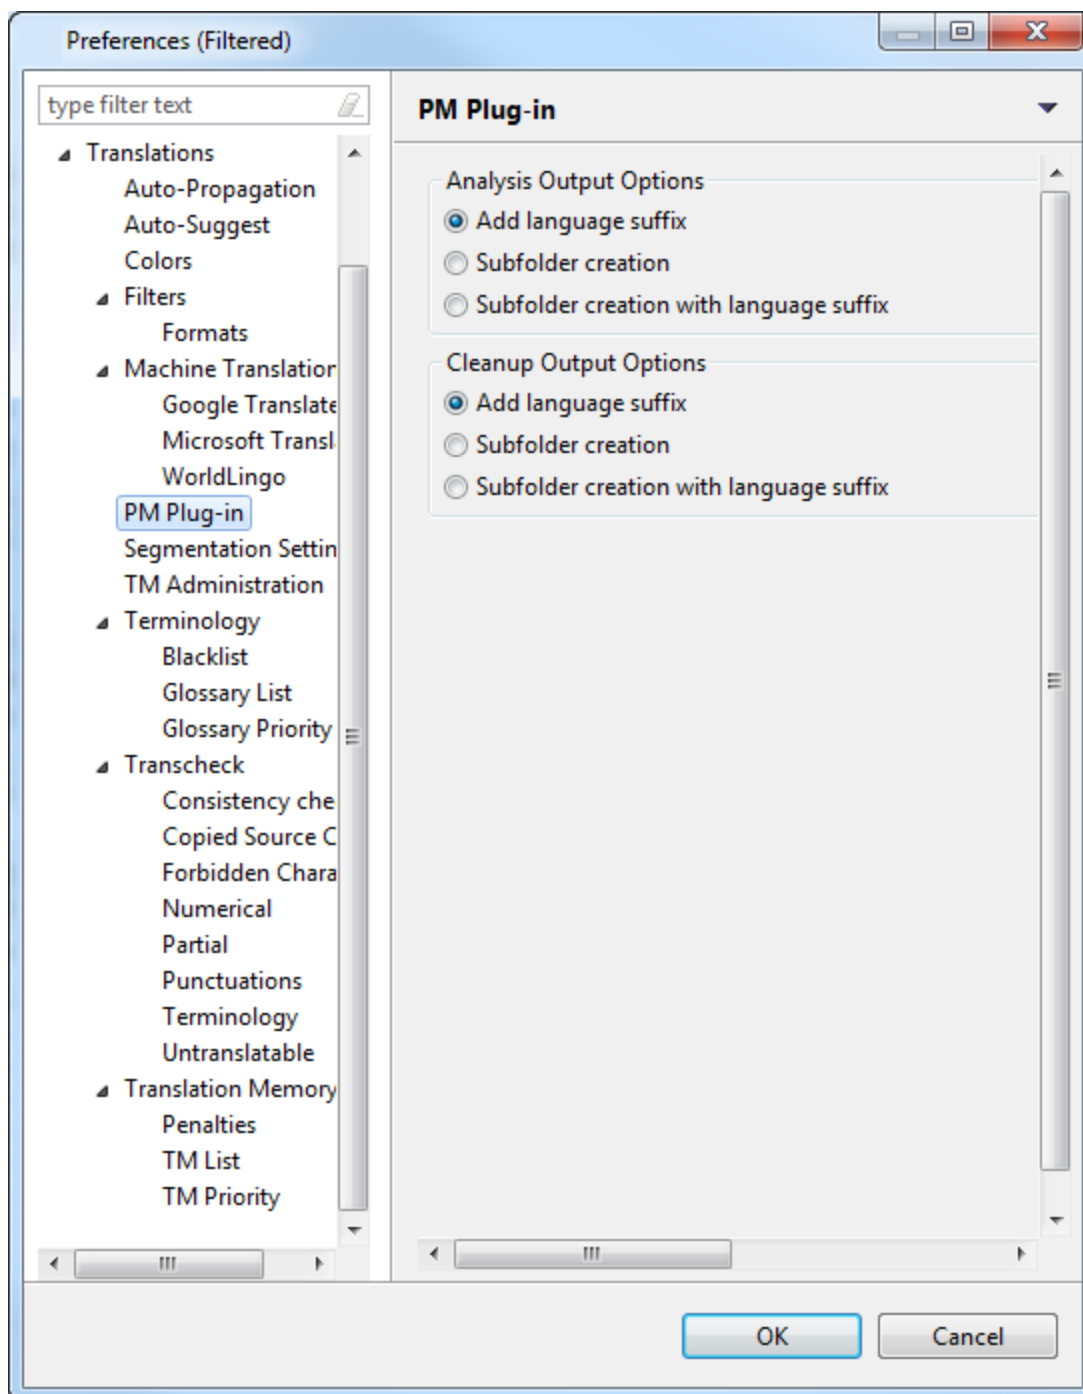 Preferences (Filtered)
type filter text
Translations
Auto-Propagation
Auto-Suggest
Colors
Filters
Formats
Machine Translation
Google Translate
Microsoft Transl
WorldLingo
PM Plug-in
Segmentation Settin
TM Administration
Terminology
Blacklist
Glossary List
Glossary Priority
Transcheck
Consistency che
Copied Source C
Forbidden Chara
Numerical
Partial
Punctuations
Terminology
Untranslatable
Translation Memory
Penalties
TM List
TM Priority
PM Plug-in
Analysis Output Options
Add language suffix
Subfolder creation
Subfolder creation with language suffix
Cleanup Output Options
Add language suffix
Subfolder creation
Subfolder creation with language suffix
OK
Cancel